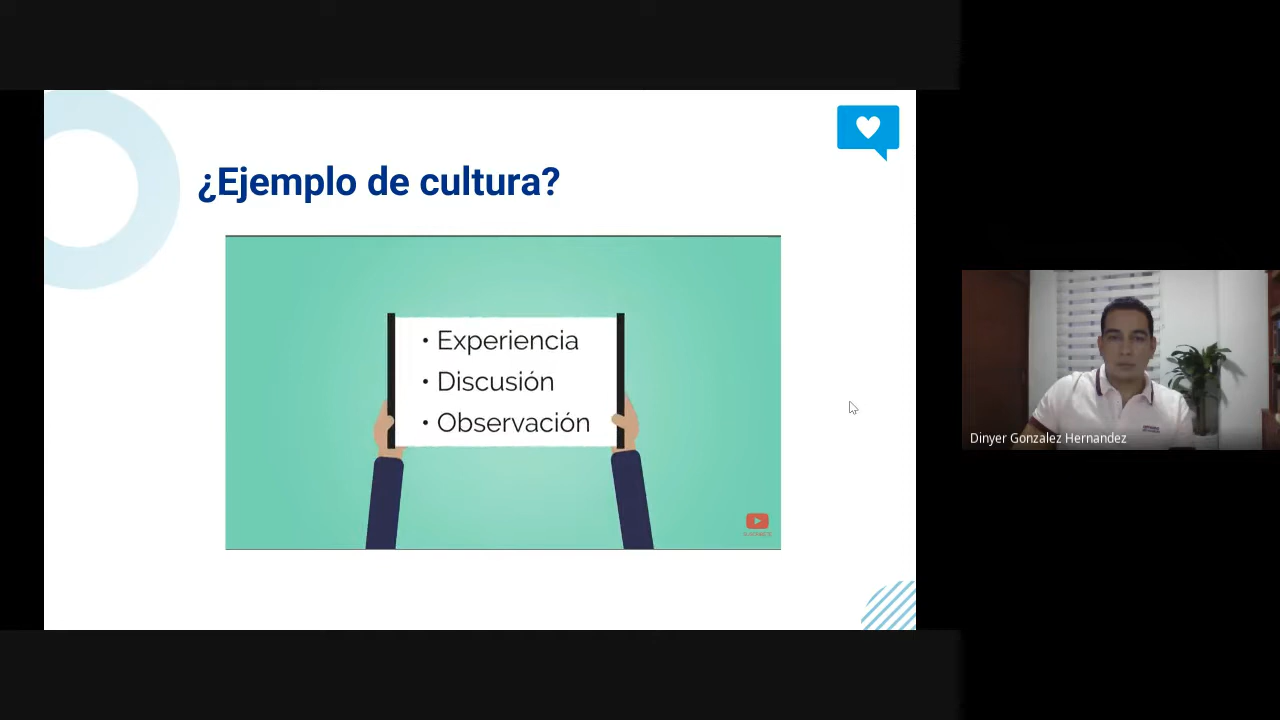 ¿Ejemplo de cultura?
• Experiencia
• Discusión
• Observación
Dinyer Gonzalez Hernandez